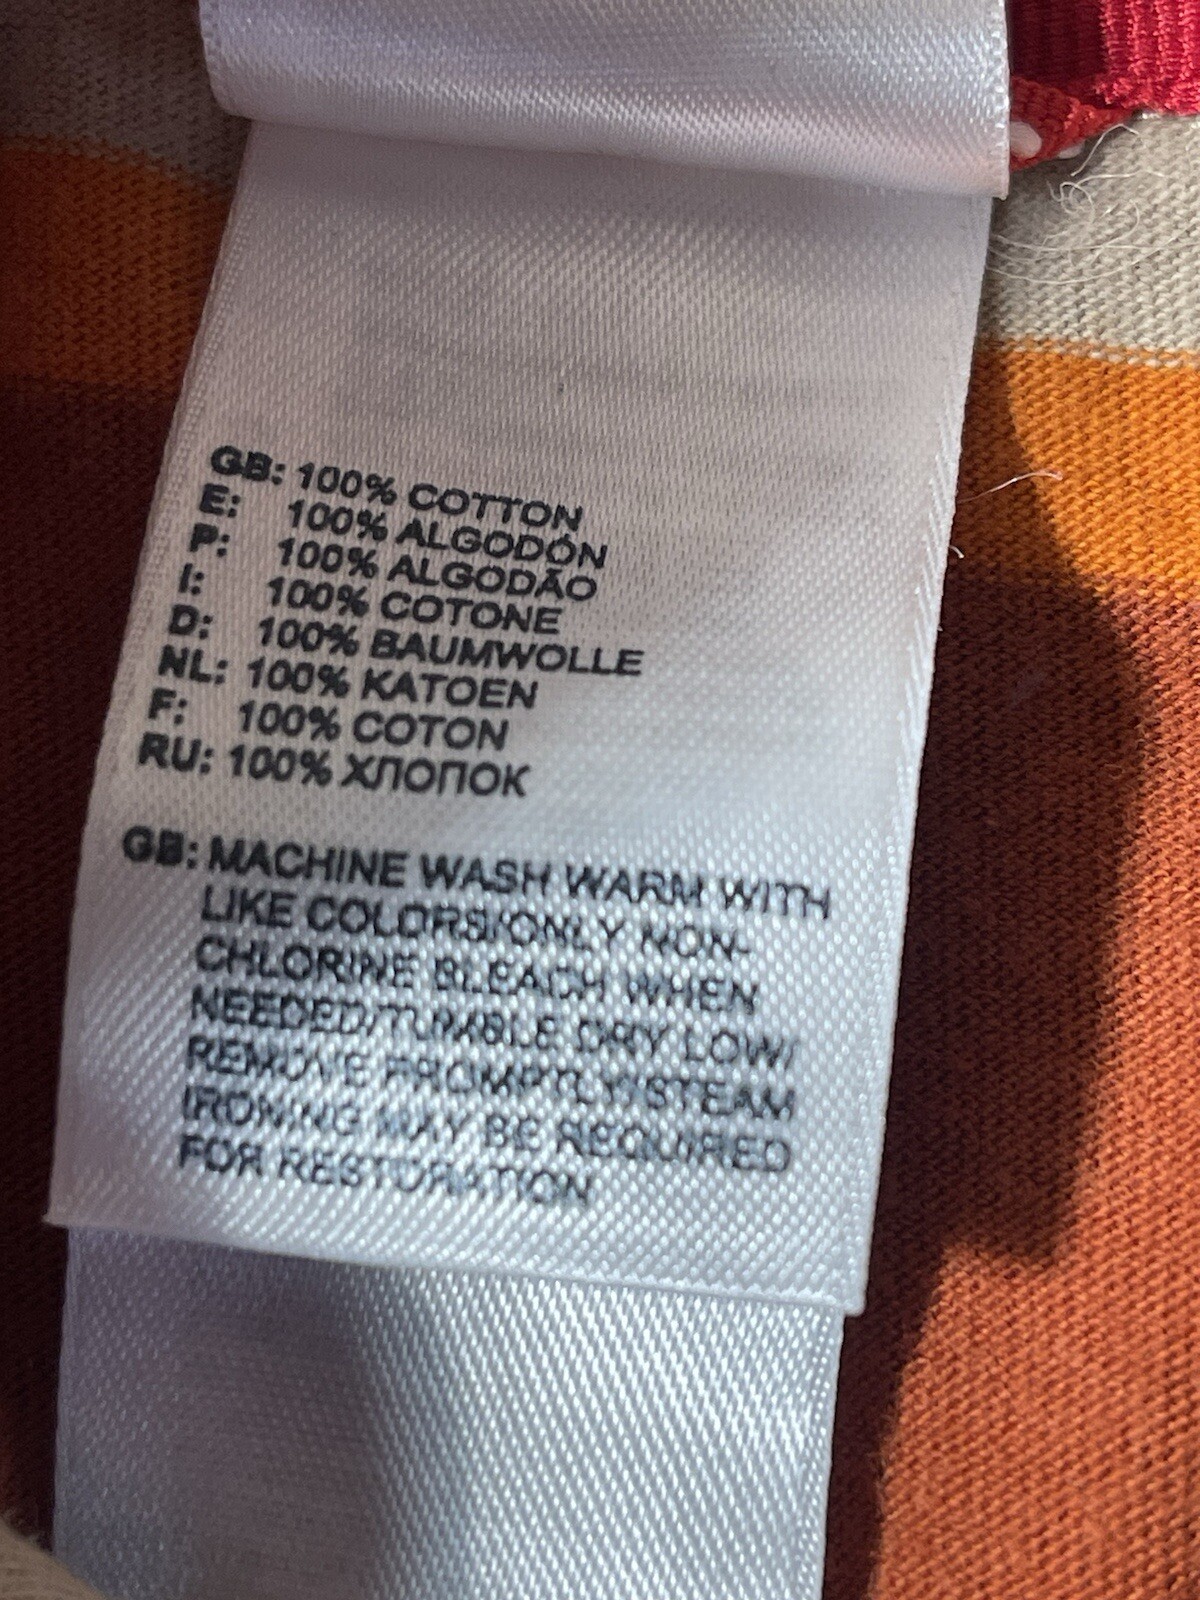 GB: 100% COTTON
E: 100% ALGODÓN
P: 100% ALGODÃO
I: 100% COTONE
D: 100% BAUMWOLLE
NL: 100% KATOEN
F: 100% COTON
RU: 100% ХЛОПОК
GB: MACHINE WASH WARM WITH
LIKE COLORS/ONLY NON-
CHLORINE BLEACH WHEN
NEEDED/TUMBLE DRY LOW/
REMOVE PROMPTLY/STEAM
IRONING MAY BE REQUIRED
FOR RESTORATION